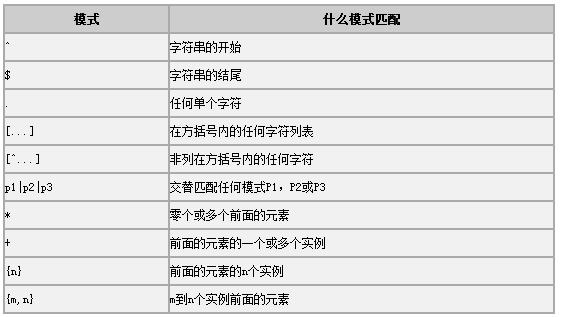 模式 什么模式匹配
^ 字符串的开始
$ 字符串的结尾
. 任何单个字符
[...] 在方括号内的任何字符列表
[^...] 非列在方括号内的任何字符
p1|p2|p3 交替匹配任何模式P1，P2或P3
* 零个或多个前面的元素
+ 前面的元素的一个或多个实例
{n} 前面的元素的n个实例
{m,n} m到n个实例前面的元素